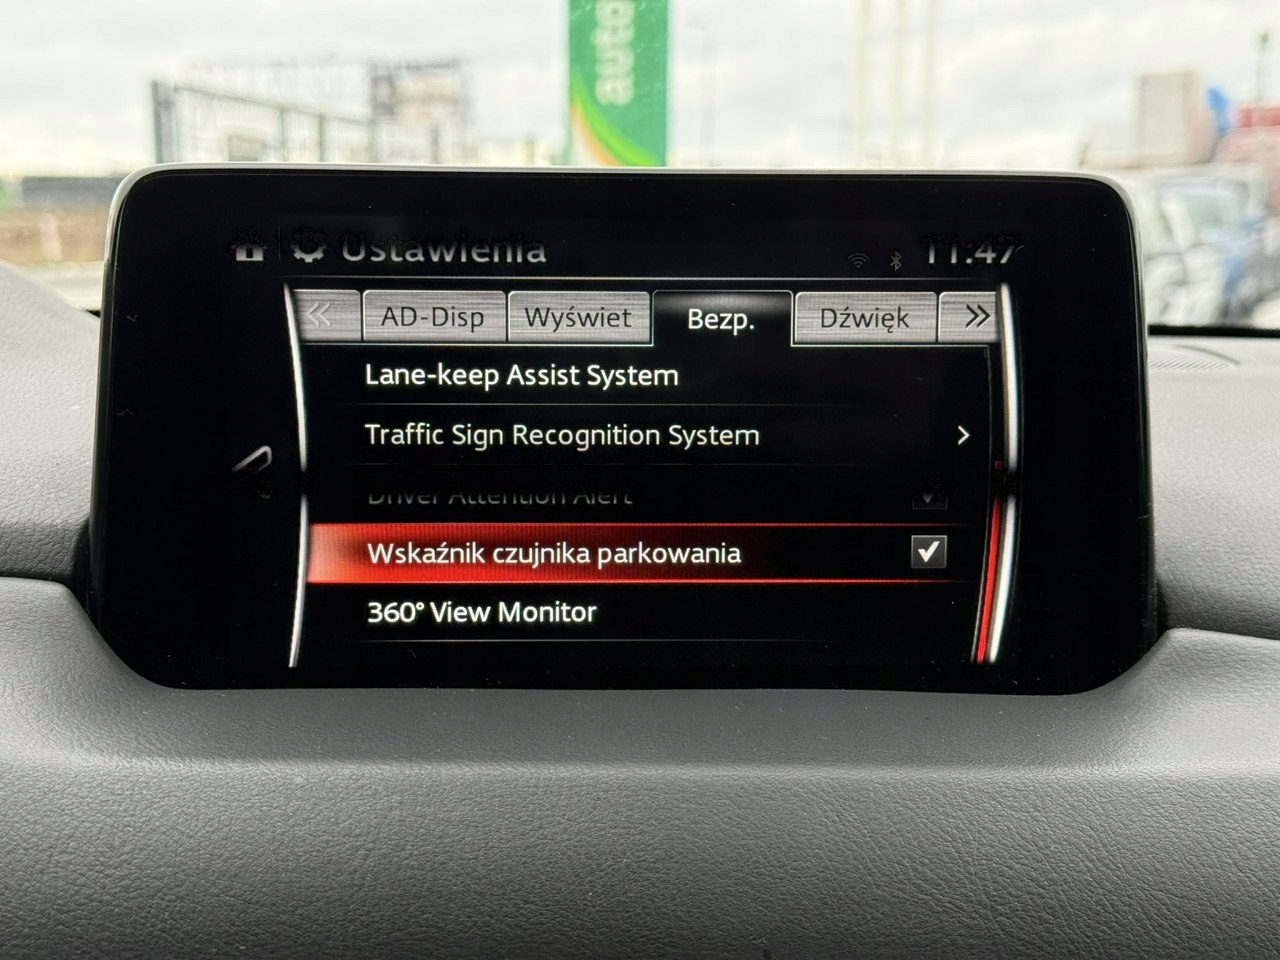 Ustawienia 11:47
AD-Disp Wyświet Bezp. Dźwięk
Lane-keep Assist System
Traffic Sign Recognition System
Driver Attention Alert
Wskaźnik czujnika parkowania
360° View Monitor